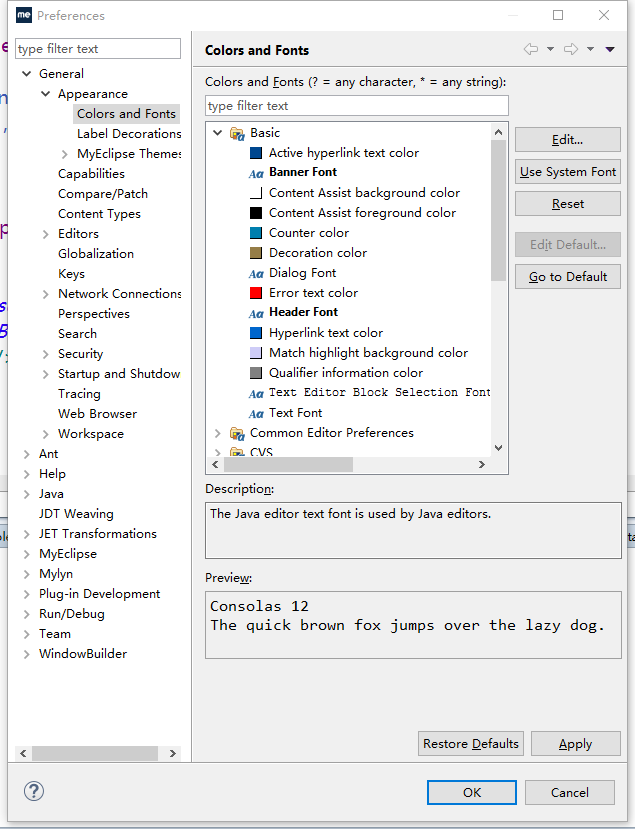 me Preferences
type filter text
General
Appearance
Colors and Fonts
Label Decorations
MyEclipse Themes
Capabilities
Compare/Patch
Content Types
Editors
Globalization
Keys
Network Connections
Perspectives
Search
Security
Startup and Shutdow
Tracing
Web Browser
Workspace
Ant
Help
Java
JDT Weaving
JET Transformations
MyEclipse
Mylyn
Plug-in Development
Run/Debug
Team
WindowBuilder
Colors and Fonts
Colors and Fonts (? = any character, * = any string):
type filter text
Basic
Active hyperlink text color
Aa Banner Font
Content Assist background color
Content Assist foreground color
Counter color
Decoration color
Aa Dialog Font
Error text color
Aa Header Font
Hyperlink text color
Match highlight background color
Qualifier information color
Aa Text Editor Block Selection Font
Aa Text Font
Common Editor Preferences
CVS
Edit...
Use System Font
Reset
Edit Default...
Go to Default
Description:
The Java editor text font is used by Java editors.
Preview:
Consolas 12
The quick brown fox jumps over the lazy dog.
Restore Defaults
Apply
?
OK
Cancel